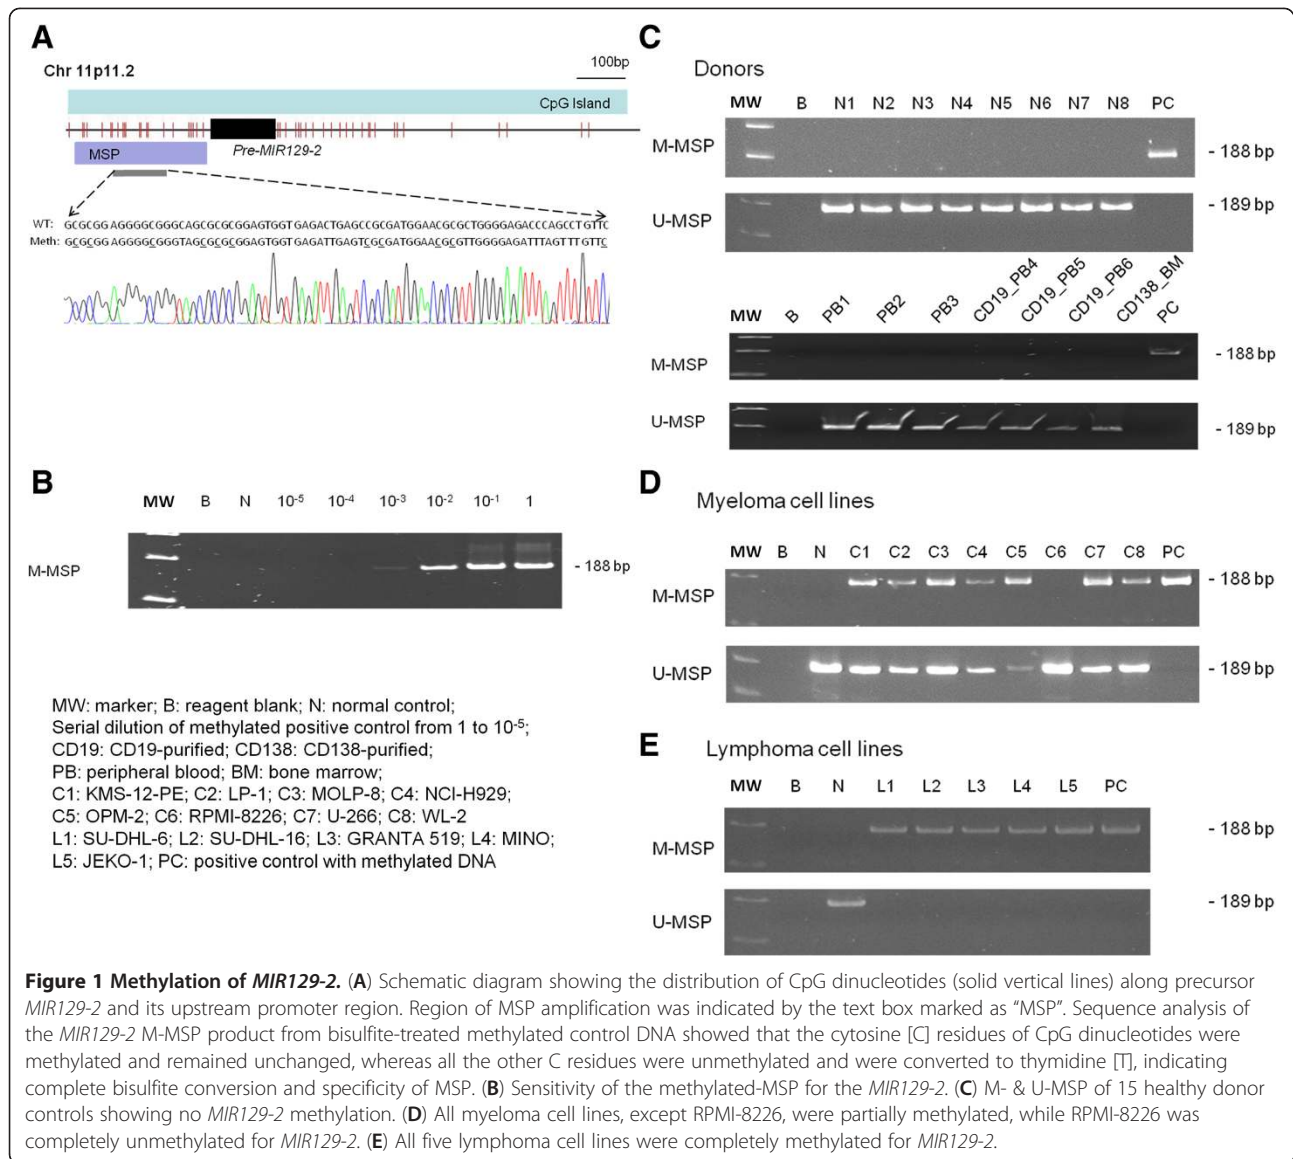 A
Chr 11p11.2
100bp
CpG Island
MSP
Pre-MIR129-2
WT: GCGCGG AGGGGCGGGCAGCGCGCGGAGTGGT GAGACTGAGCCGCGATGGAACGCGCTGGGGAGACCCAGCCTGTTC
Meth: GCGCGG AGGGGCGGGTAGCGCGCGGAGTGGT GAGATTGAGTCGCGATGGAACGCGTTGGGGAGATTTAGTTTGTTC
B
MW B N 10-5 10-4 10-3 10-2 10-1 1
M-MSP
- 188 bp
MW: marker; B: reagent blank; N: normal control;
Serial dilution of methylated positive control from 1 to 10-5;
CD19: CD19-purified; CD138: CD138-purified;
PB: peripheral blood; BM: bone marrow;
C1: KMS-12-PE; C2: LP-1; C3: MOLP-8; C4: NCI-H929;
C5: OPM-2; C6: RPMI-8226; C7: U-266; C8: WL-2
L1: SU-DHL-6; L2: SU-DHL-16; L3: GRANTA 519; L4: MINO;
L5: JEKO-1; PC: positive control with methylated DNA
C
Donors
MW B N1 N2 N3 N4 N5 N6 N7 N8 PC
M-MSP
- 188 bp
U-MSP
- 189 bp
MW B PB1 PB2 PB3 CD19_PB4 CD19_PB5 CD19_PB6 CD138_BM PC
M-MSP
- 188 bp
U-MSP
- 189 bp
D
Myeloma cell lines
MW B N C1 C2 C3 C4 C5 C6 C7 C8 PC
M-MSP
- 188 bp
U-MSP
- 189 bp
E
Lymphoma cell lines
MW B N L1 L2 L3 L4 L5 PC
M-MSP
- 188 bp
U-MSP
- 189 bp
Figure 1 Methylation of MIR129-2. (A) Schematic diagram showing the distribution of CpG dinucleotides (solid vertical lines) along precursor
MIR129-2 and its upstream promoter region. Region of MSP amplification was indicated by the text box marked as “MSP”. Sequence analysis of
the MIR129-2 M-MSP product from bisulfite-treated methylated control DNA showed that the cytosine [C] residues of CpG dinucleotides were
methylated and remained unchanged, whereas all the other C residues were unmethylated and were converted to thymidine [T], indicating
complete bisulfite conversion and specificity of MSP. (B) Sensitivity of the methylated-MSP for the MIR129-2. (C) M- & U-MSP of 15 healthy donor
controls showing no MIR129-2 methylation. (D) All myeloma cell lines, except RPMI-8226, were partially methylated, while RPMI-8226 was
completely unmethylated for MIR129-2. (E) All five lymphoma cell lines were completely methylated for MIR129-2.